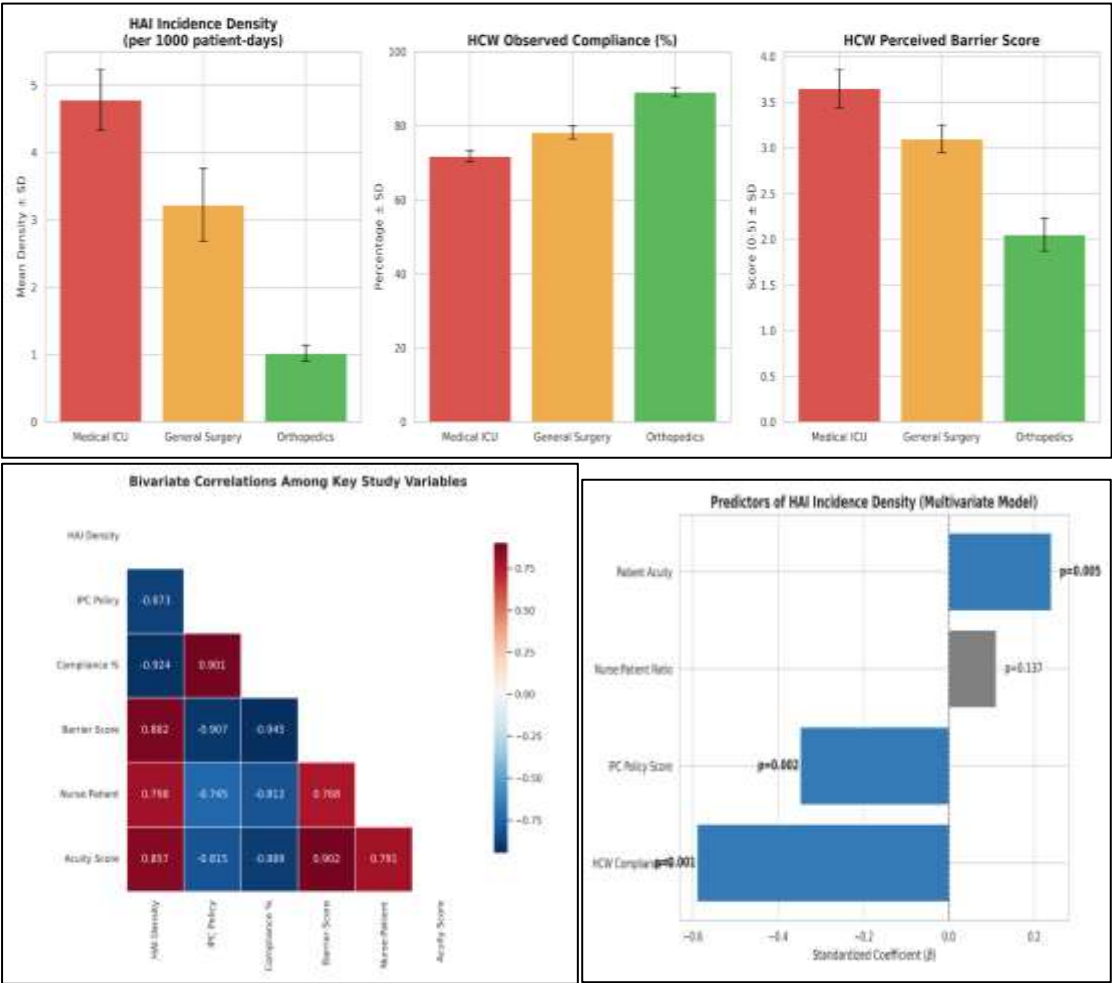 HAI Incidence Density
(per 1000 patient-days)
Mean Density ± SD
5
4
3
2
1
0
Medical ICU General Surgery Orthopedics
HCW Observed Compliance (%)
Percentage ± SD
100
80
60
40
20
0
Medical ICU General Surgery Orthopedics
HCW Perceived Barrier Score
Score (0-5) ± SD
4.0
3.5
3.0
2.5
2.0
1.5
1.0
0.5
0.0
Medical ICU General Surgery Orthopedics
Bivariate Correlations Among Key Study Variables
HAI Density
IPC Policy -0.873
Compliance % -0.924 0.901
Barrier Score 0.882 -0.907 -0.945
Nurse Patient -0.765 -0.812 0.788
Acuity Score 0.857 -0.815 -0.889 0.902 0.791
HAI Density
IPC Policy
Compliance %
Barrier Score
Nurse Patient
Acuity Score
0.75
0.50
0.25
0.00
−0.25
−0.50
−0.75
Predictors of HAI Incidence Density (Multivariate Model)
Patient Acuity p=0.005
Nurse Patient Ratio p=0.137
IPC Policy Score p=0.002
HCW p=0.001
−0.6 −0.4 −0.2 0.0 0.2
Standardized Coefficient (β)